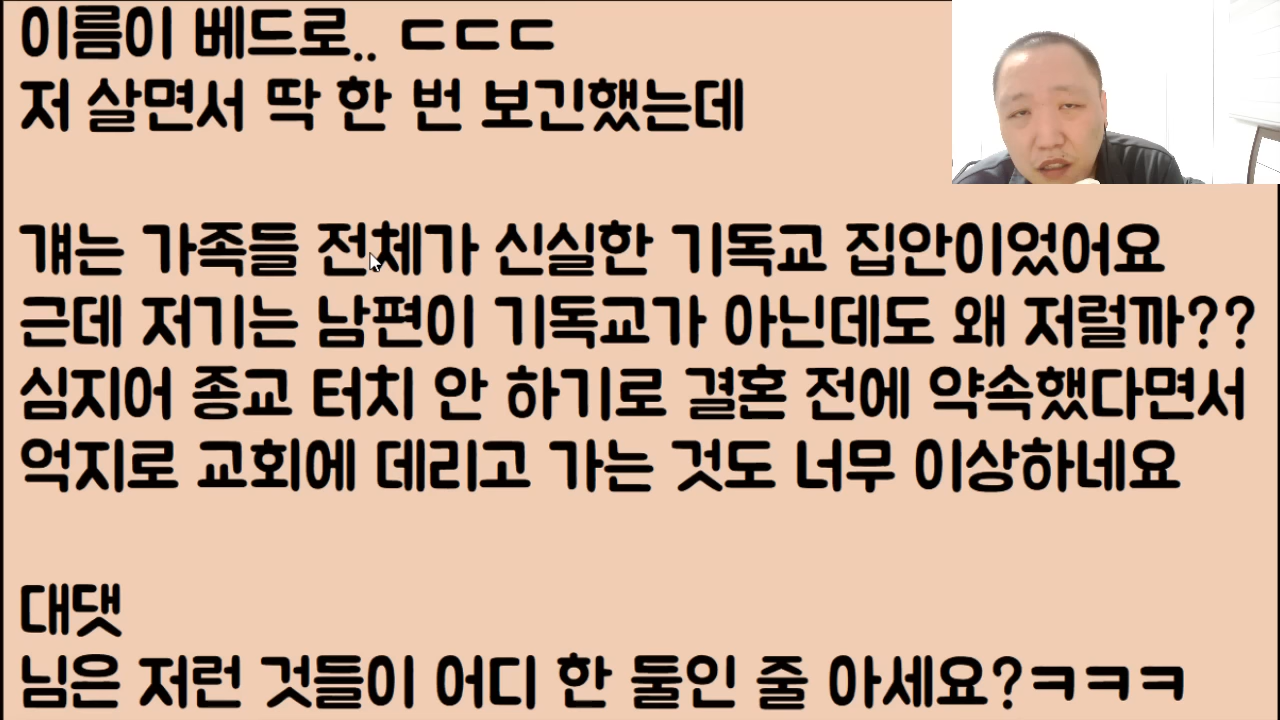 이름이 베드로.. ㄷㄷㄷ
저 살면서 딱 한 번 보긴했는데
걔는 가족들 전체가 신실한 기독교 집안이었어요
근데 저기는 남편이 기독교가 아닌데도 왜 저럴까??
심지어 종교 터치 안 하기로 결혼 전에 약속했다면서
억지로 교회에 데리고 가는 것도 너무 이상하네요
대댓
님은 저런 것들이 어디 한 둘인 줄 아세요?ㅋㅋㅋ